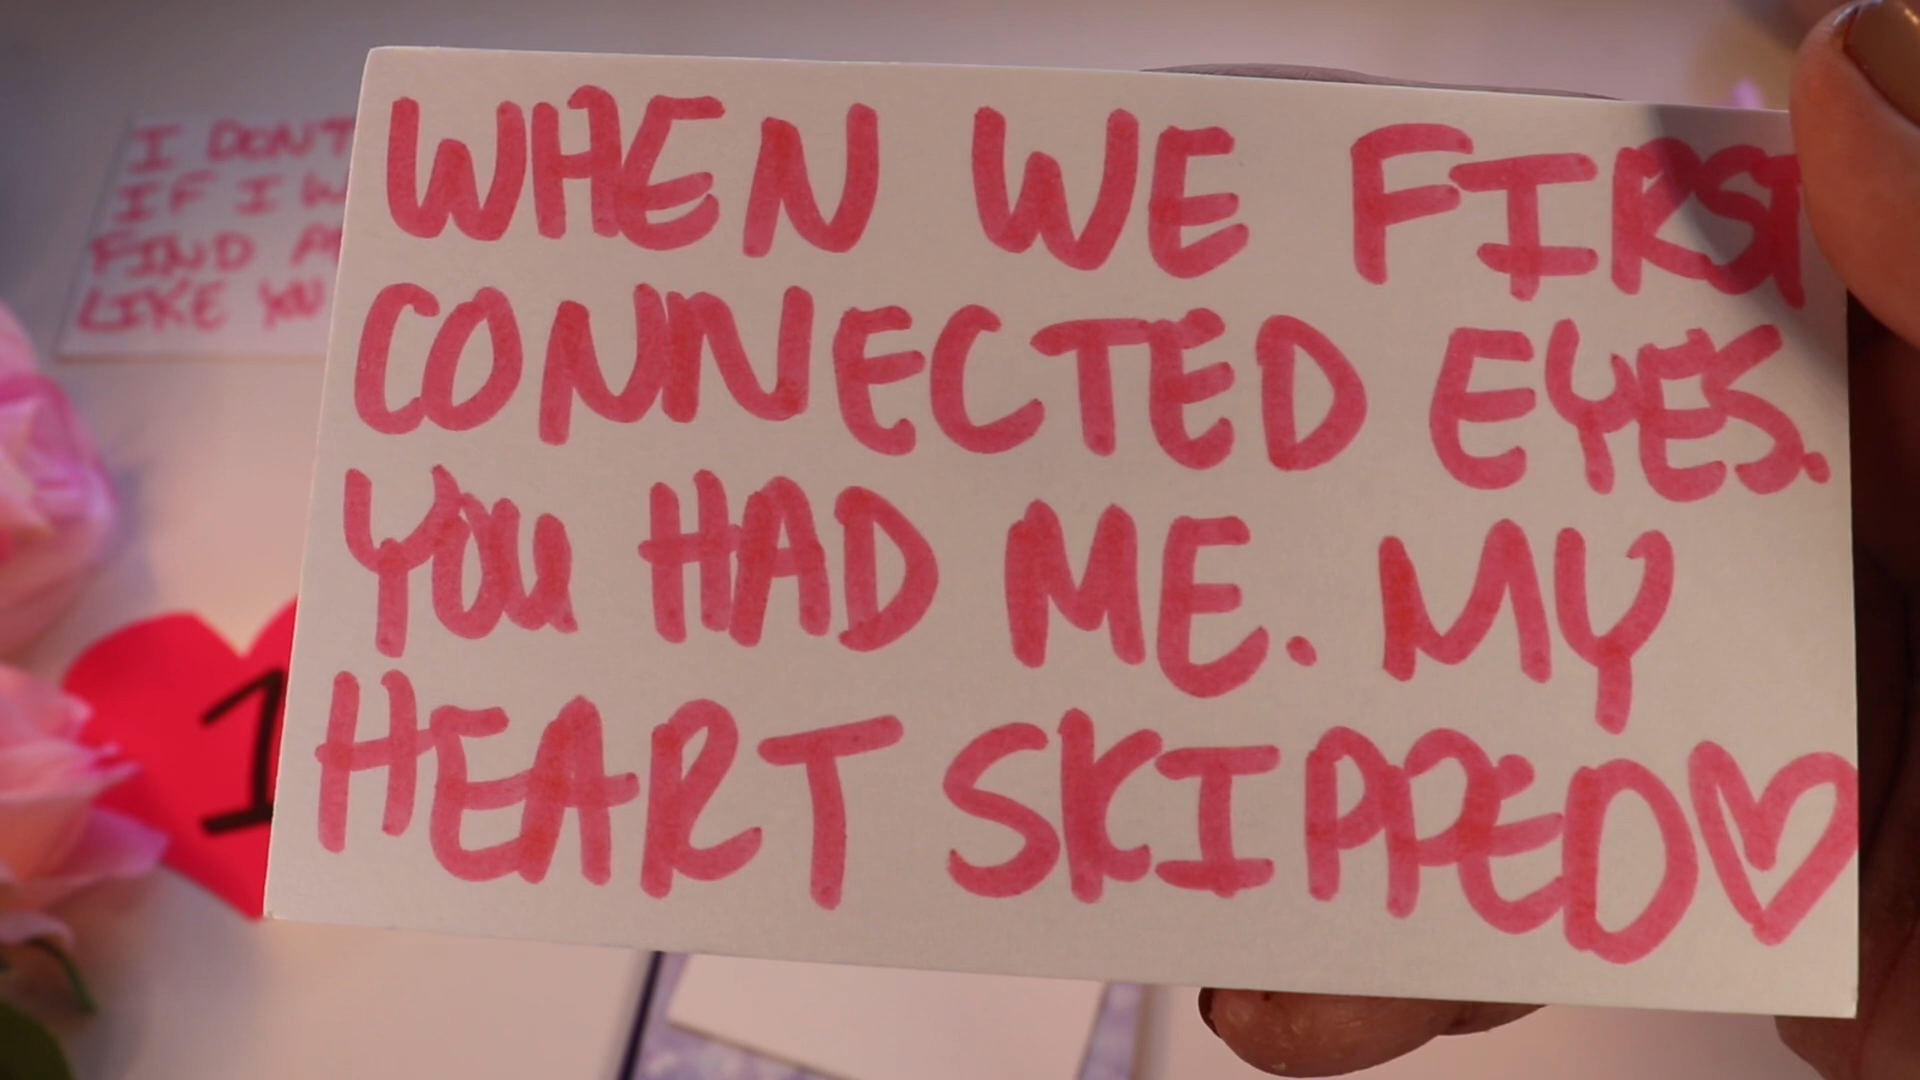 WHEN WE FIRST
CONNECTED EYES.
YOU HAD ME. MY
HEART SKIPPED♡
I DONT
IF I
FIND
LIKE YOU
1